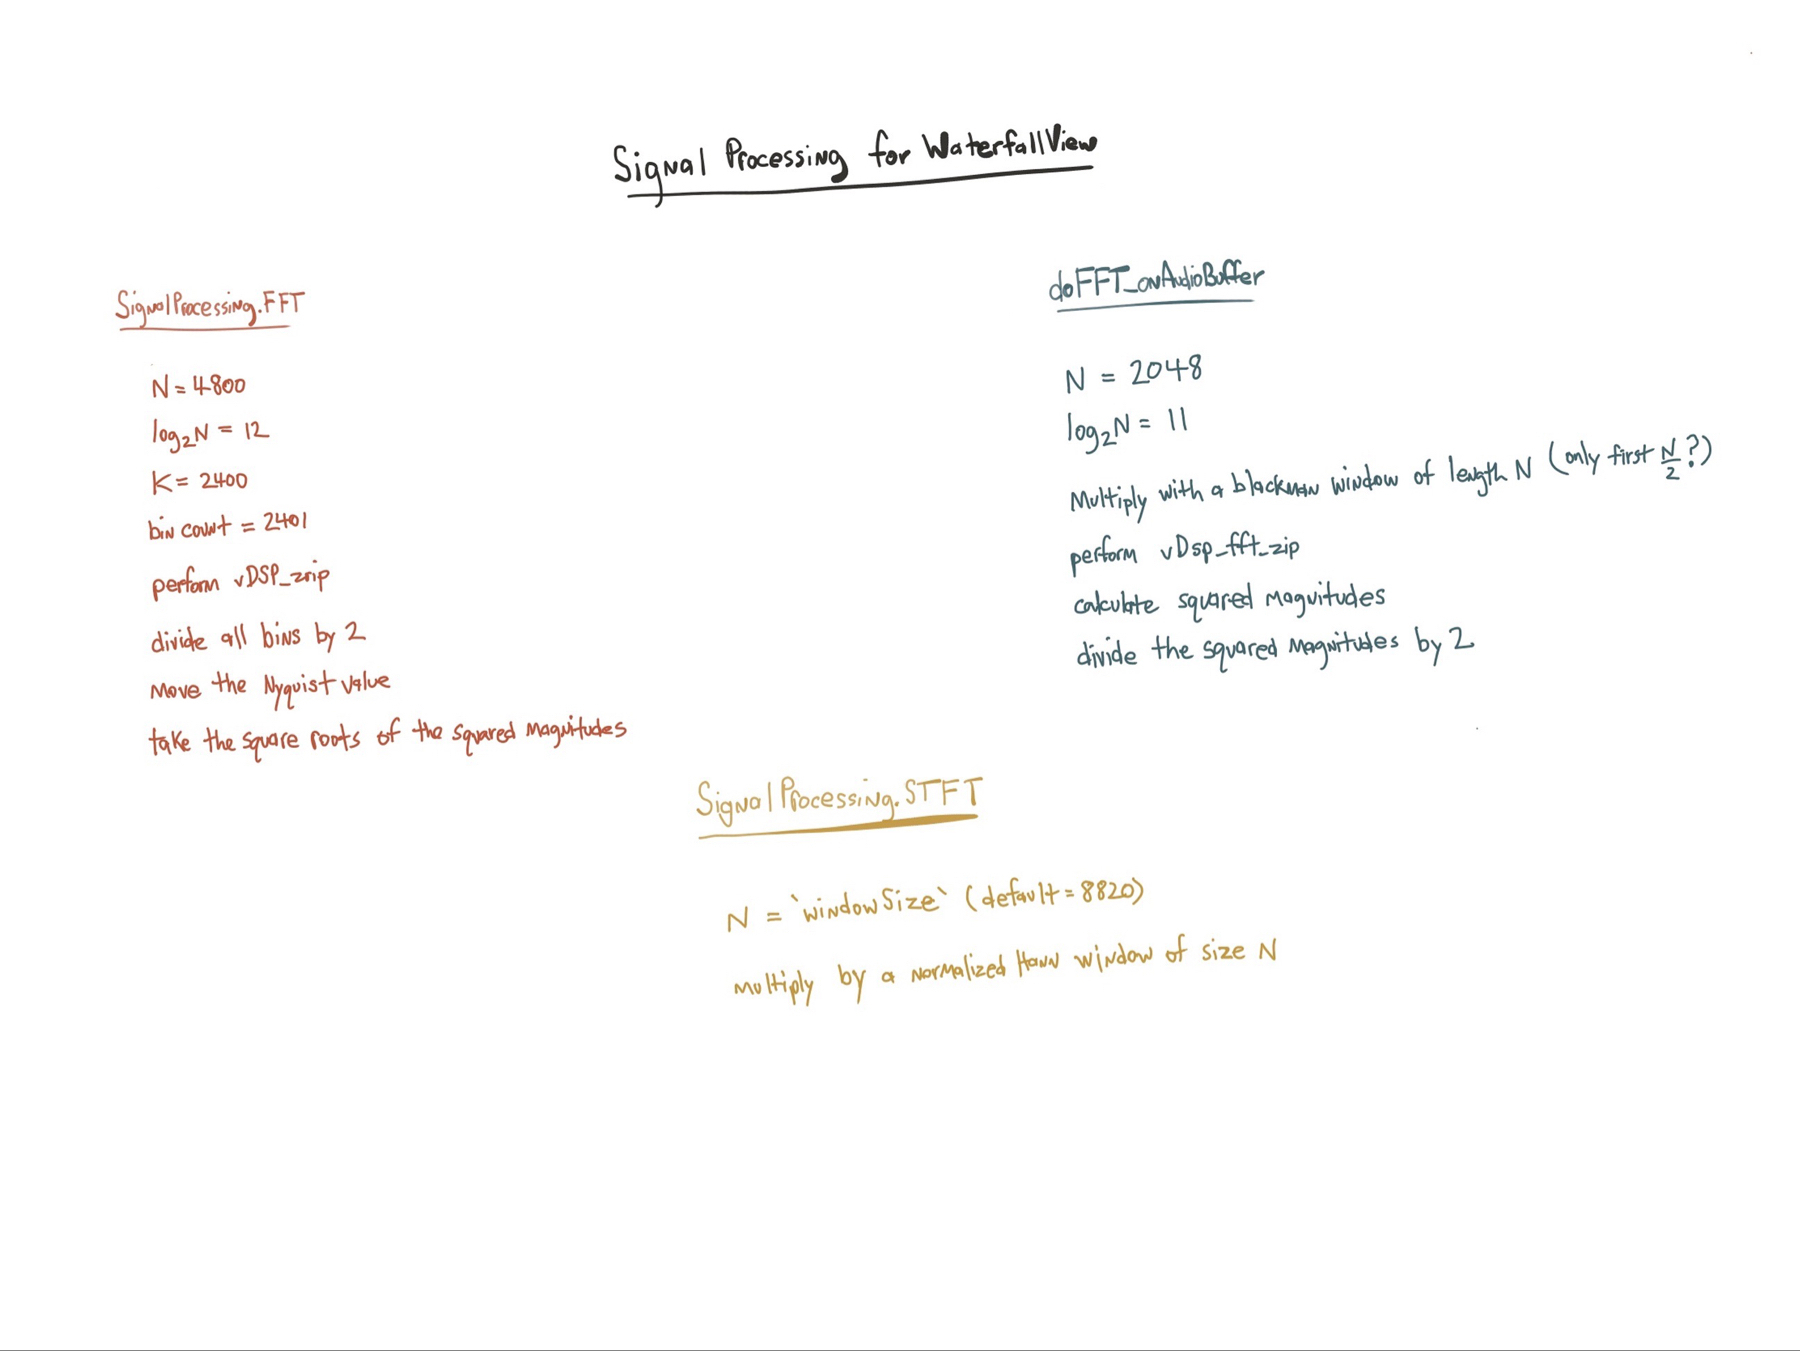 Signal Processing for WaterfallView
SignalProcessing.FFT
N = 4800
log₂N = 12
K = 2400
bin count = 2401
perform vDSP_zrip
divide all bins by 2
Move the Nyquist value
take the square roots of the squared magnitudes
doFFT_onAudioBuffer
N = 2048
log₂N = 11
Multiply with a blackman window of length N (only first N/2?)
perform vDsp_fft_zip
calculate squared magnitudes
divide the squared magnitudes by 2
SignalProcessing.STFT
N = `windowSize` (default = 8820)
multiply by a normalized Hann window of size N